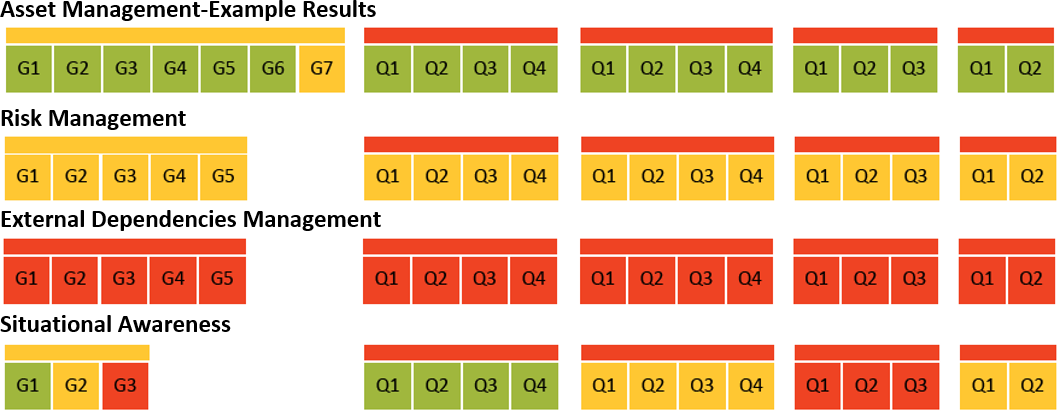 Asset Management-Example Results
G1 G2 G3 G4 G5 G6 G7 Q1 Q2 Q3 Q4 Q1 Q2 Q3 Q4 Q1 Q2 Q3 Q1 Q2
Risk Management
G1 G2 G3 G4 G5 Q1 Q2 Q3 Q4 Q1 Q2 Q3 Q4 Q1 Q2 Q3 Q1 Q2
External Dependencies Management
G1 G2 G3 G4 G5 Q1 Q2 Q3 Q4 Q1 Q2 Q3 Q4 Q1 Q2 Q3 Q1 Q2
Situational Awareness
G1 G2 G3 Q1 Q2 Q3 Q4 Q1 Q2 Q3 Q4 Q1 Q2 Q3 Q1 Q2